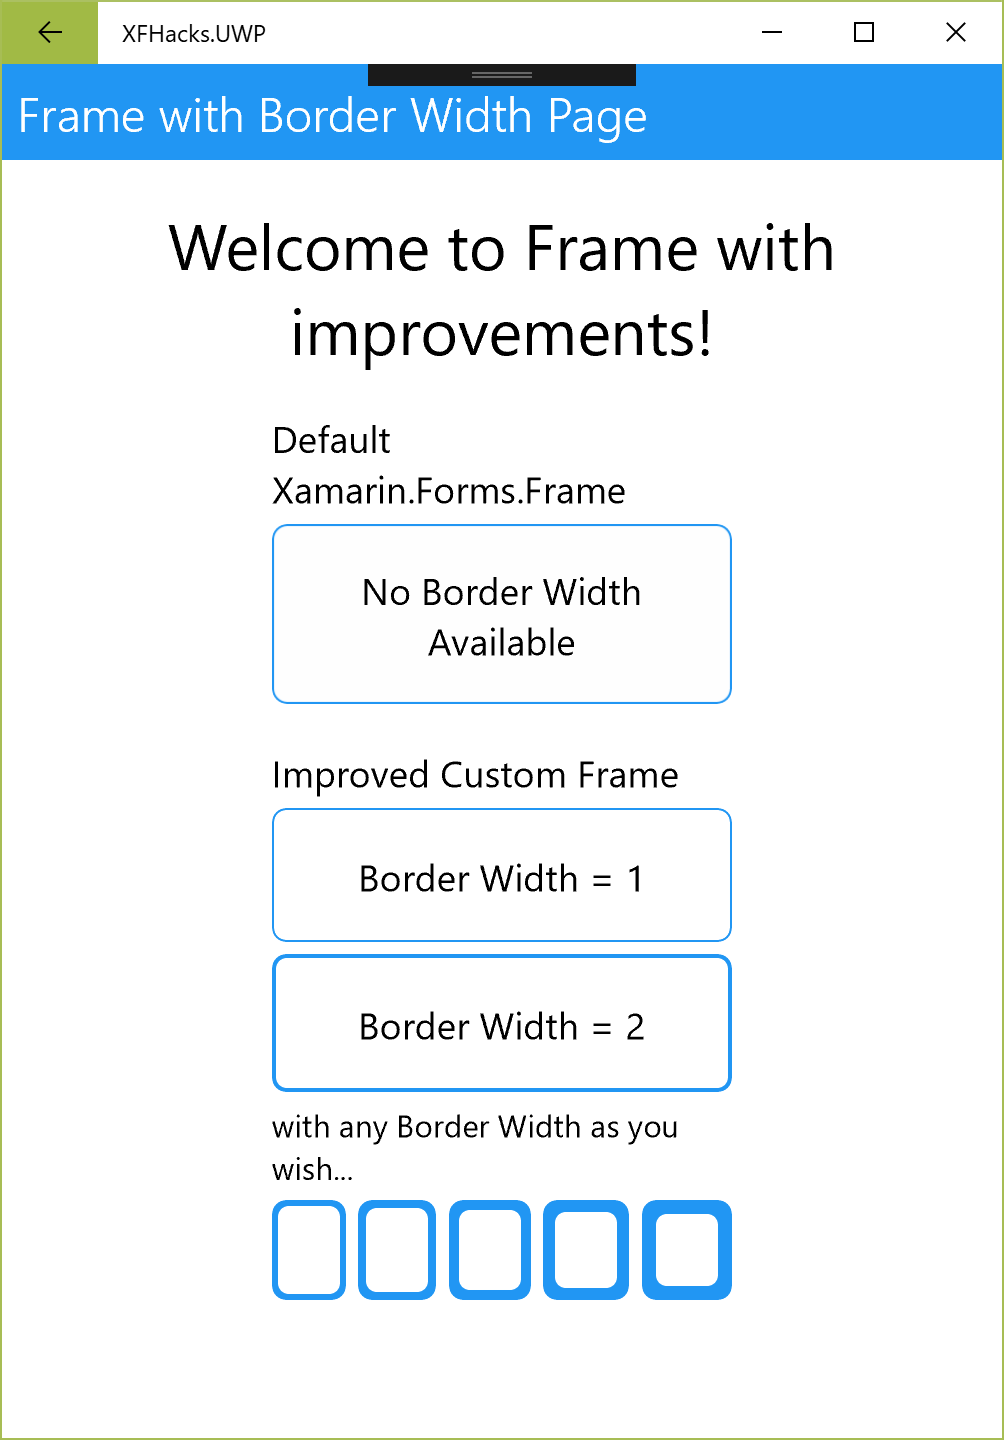 XFHacks.UWP
Frame with Border Width Page
Welcome to Frame with
improvements!
Default
Xamarin.Forms.Frame
No Border Width
Available
Improved Custom Frame
Border Width = 1
Border Width = 2
with any Border Width as you
wish...